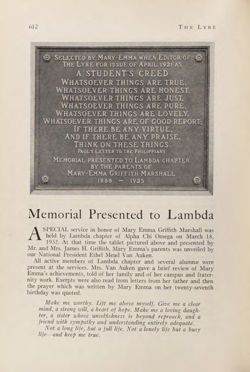 612 THE LYRE
SELECTED BY MARY-EMMA WHEN EDITOR OF
THE LYRE FOR ISSUE OF APRIL 1928 AS
A STUDENT'S CREED
WHATSOEVER THINGS ARE TRUE,
WHATSOEVER THINGS ARE HONEST,
WHATSOEVER THINGS ARE JUST,
WHATSOEVER THINGS ARE PURE,
WHATSOEVER THINGS ARE LOVELY,
WHATSOEVER THINGS ARE OF GOOD REPORT;
IF THERE BE ANY VIRTUE,
AND IF THERE BE ANY PRAISE,
THINK ON THESE THINGS
PAUL'S LETTER TO THE PHILIPPIANS
MEMORIAL PRESENTED TO LAMBDA CHAPTER
BY THE PARENTS OF
MARY-EMMA GRIFFITH MARSHALL
Memorial Presented to Lambda
A SPECIAL service in honor of Mary Emma Griffith Marshall was
held by Lambda chapter of Alpha Chi Omega on March 18,
1932. At that time the tablet pictured above and presented by
Mr. and Mrs. James H. Griffith, Mary Emma's parents was unveiled by
our National President Ethel Mead Van Auken.
All active members of Lambda chapter and several alumnæ were
present at the services. Mrs. Van Auken gave a brief review of Mary
Emma's achievements, told of her family and of her campus and frater-
nity work. Exerpts were also read from letters from her father and then
the prayer which was written by Mary Emma on her twenty-seventh
birthday was quoted.
Make me worthy. Lift me above myself. Give me a clear
mind, a strong will, a heart of hope. Make me a loving daugh-
ter, a sister whose unselfishness is beyond reproach, and a
friend with sympathy and understanding entirely adequate.
Not a long life, but a full life. Not a lonely life but a busy
life—and keep me true.